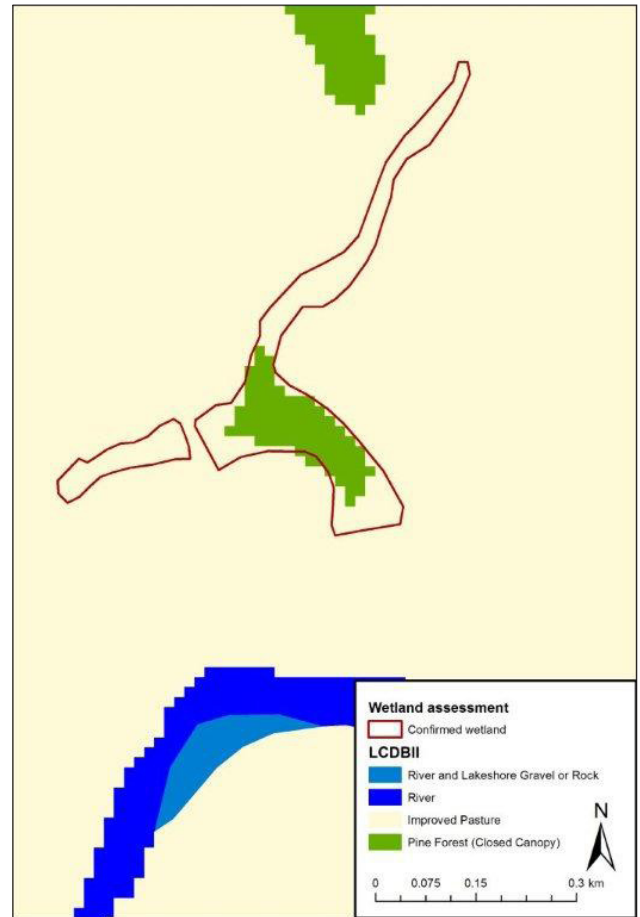 Wetland assessment
Confirmed wetland
LCDBII
River and Lakeshore Gravel or Rock
River
Improved Pasture
Pine Forest (Closed Canopy)
N
0 0.075 0.15 0.3 km